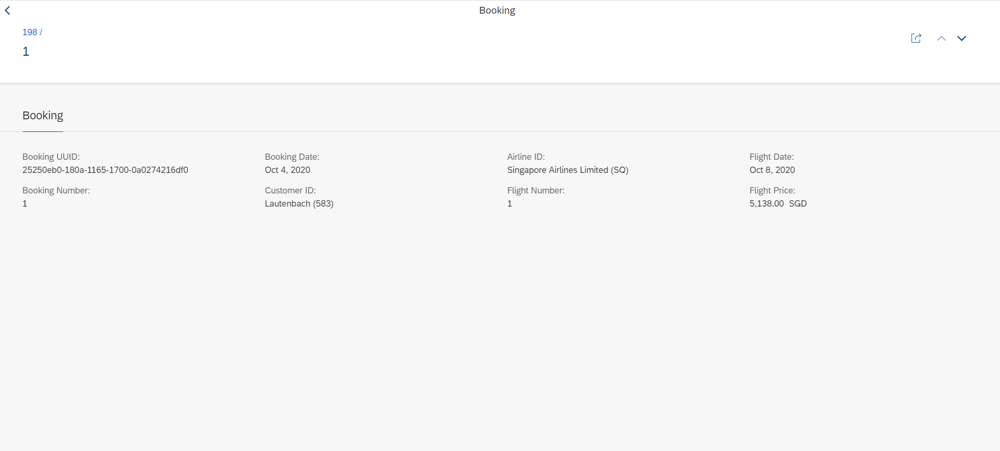 Booking
198 /
1
Booking
Booking UUID:
25250eb0-180a-1165-1700-0a0274216df0
Booking Number:
1
Booking Date:
Oct 4, 2020
Customer ID:
Lautenbach (583)
Airline ID:
Singapore Airlines Limited (SQ)
Flight Number:
1
Flight Date:
Oct 8, 2020
Flight Price:
5,138.00 SGD